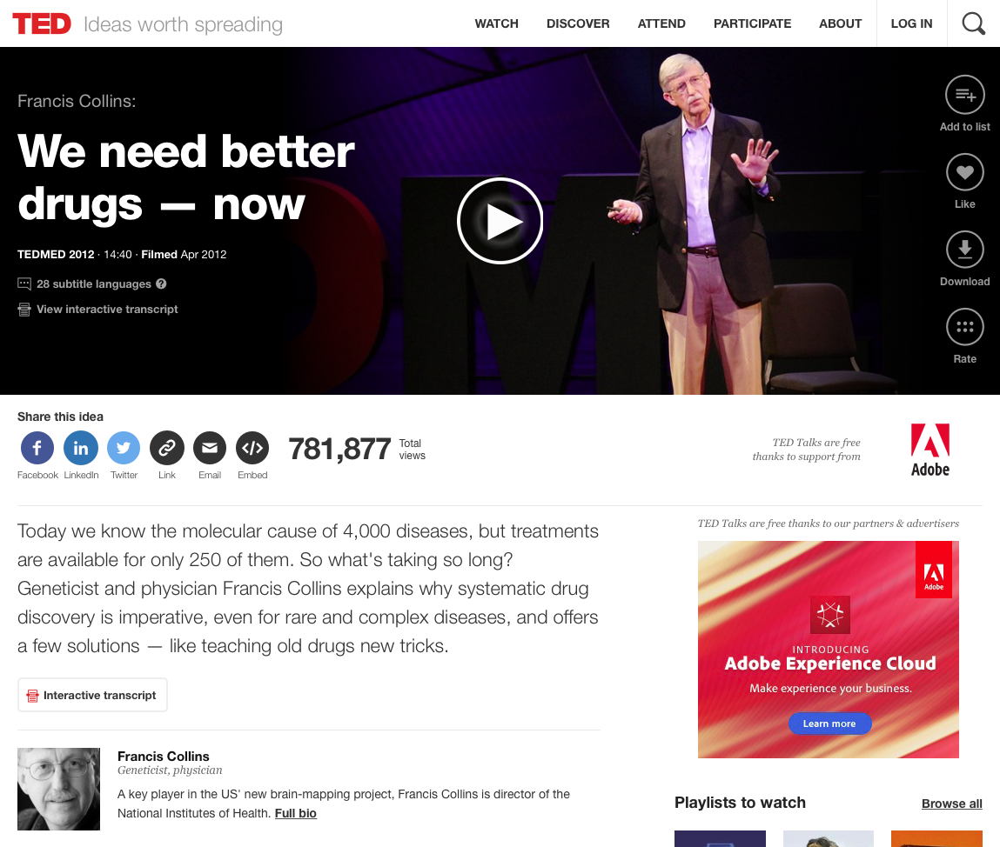 TED Ideas worth spreading
WATCH DISCOVER ATTEND PARTICIPATE ABOUT LOG IN
Francis Collins:
We need better
drugs — now
TEDMED 2012 · 14:40 · Filmed Apr 2012
28 subtitle languages ?
View interactive transcript
Add to list
Like
Download
Rate
Share this idea
Facebook LinkedIn Twitter Link Email Embed
781,877 Total
views
TED Talks are free
thanks to support from
Adobe
Today we know the molecular cause of 4,000 diseases, but treatments
are available for only 250 of them. So what's taking so long?
Geneticist and physician Francis Collins explains why systematic drug
discovery is imperative, even for rare and complex diseases, and offers
a few solutions — like teaching old drugs new tricks.
Interactive transcript
Francis Collins
Geneticist, physician
A key player in the US' new brain-mapping project, Francis Collins is director of the
National Institutes of Health. Full bio
TED Talks are free thanks to our partners & advertisers
Adobe
INTRODUCING
Adobe Experience Cloud
Make experience your business.
Learn more
Playlists to watch
Browse all